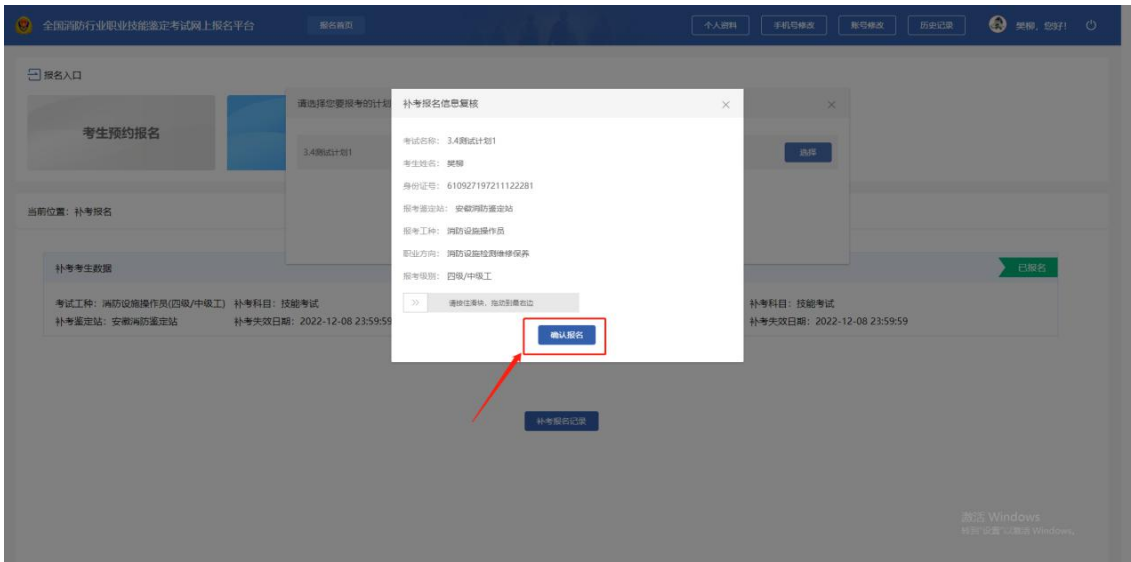 全国消防行业职业技能鉴定考试网上报名平台
报名首页
个人资料
手机号修改
账号修改
历史记录
樊柳，您好!
报名入口
考生预约报名
请选择您要报考的计划
3.4测试计划1
选择
补考报名信息复核
考试名称： 3.4测试计划1
考生姓名： 樊柳
身份证号： 610927197211122281
报考鉴定站： 安徽消防鉴定站
报考工种： 消防设施操作员
职业方向： 消防设施检测维修保养
报考级别： 四级/中级工
请按住滑块，拖动到最右边
确认报名
当前位置：补考报名
补考考生数据
已报名
考试工种：消防设施操作员(四级/中级工) 补考科目：技能考试
补考鉴定站：安徽消防鉴定站 补考失效日期：2022-12-08 23:59:59
补考科目：技能考试
补考失效日期：2022-12-08 23:59:59
补考报名记录
激活 Windows
转到"设置"以激活 Windows。